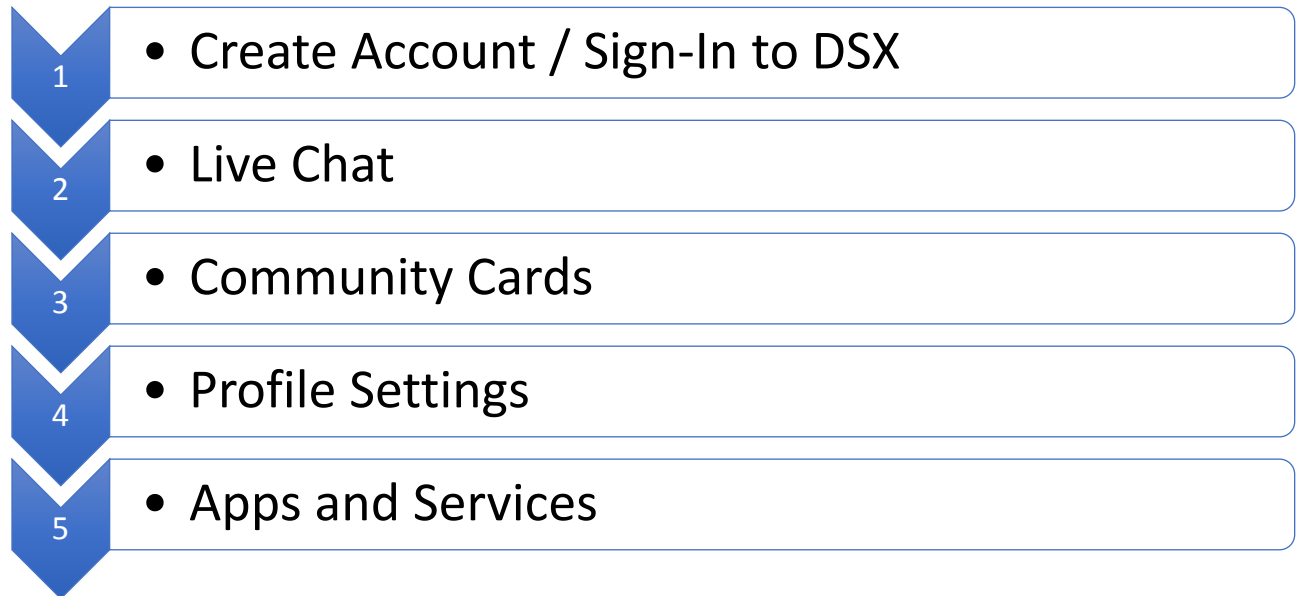 1 • Create Account / Sign-In to DSX
2 • Live Chat
3 • Community Cards
4 • Profile Settings
5 • Apps and Services